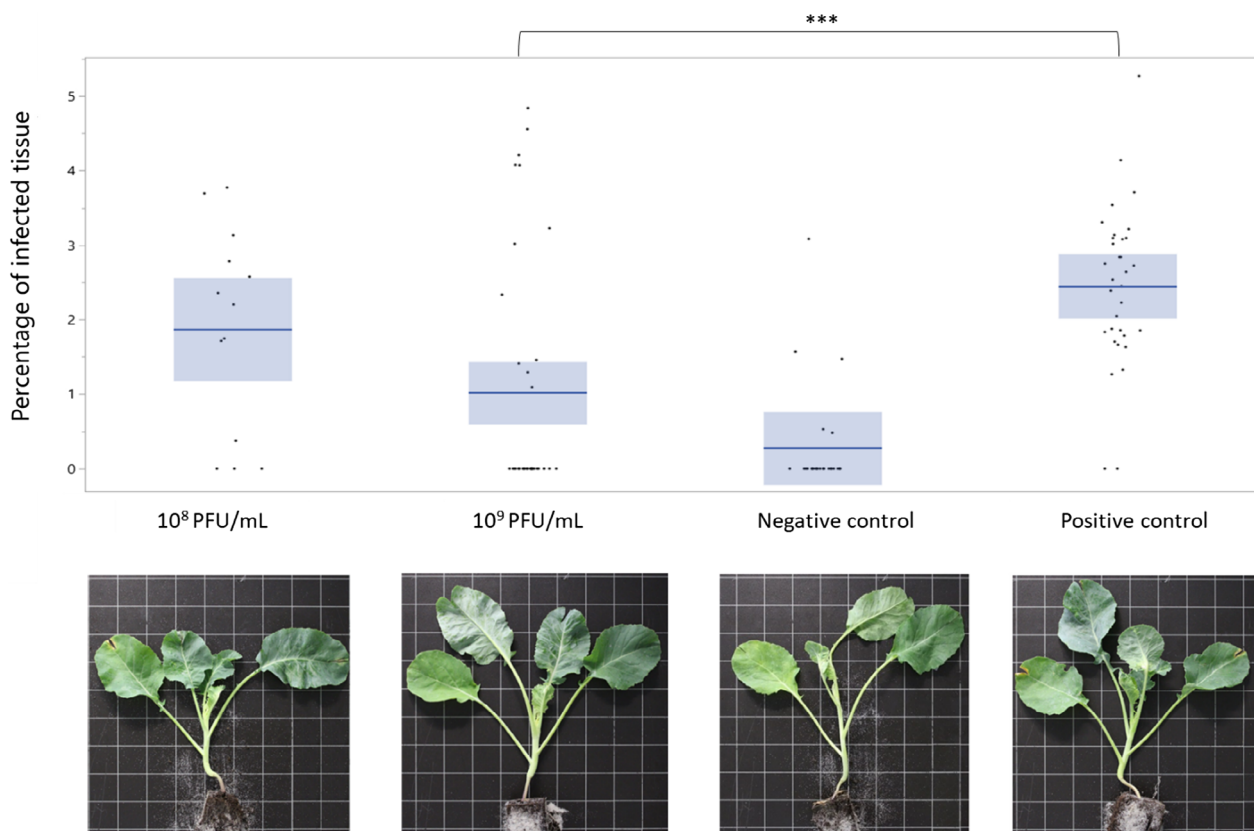 ***
Percentage of infected tissue
5
4
3
2
1
0
10⁸ PFU/mL
10⁹ PFU/mL
Negative control
Positive control